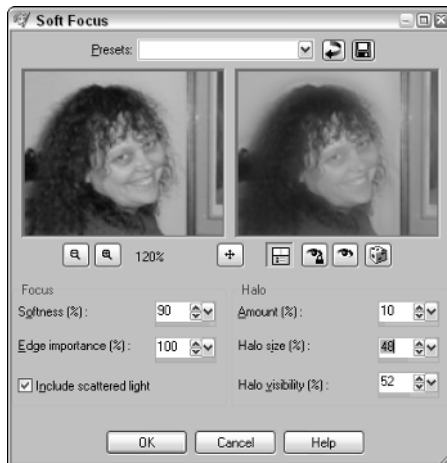 Soft Focus
Presets:
120%
Focus
Softness (%) : 90
Edge importance (%) : 100
Include scattered light
Halo
Amount (%) : 10
Halo size (%) : 48
Halo visibility (%) : 52
OK Cancel Help